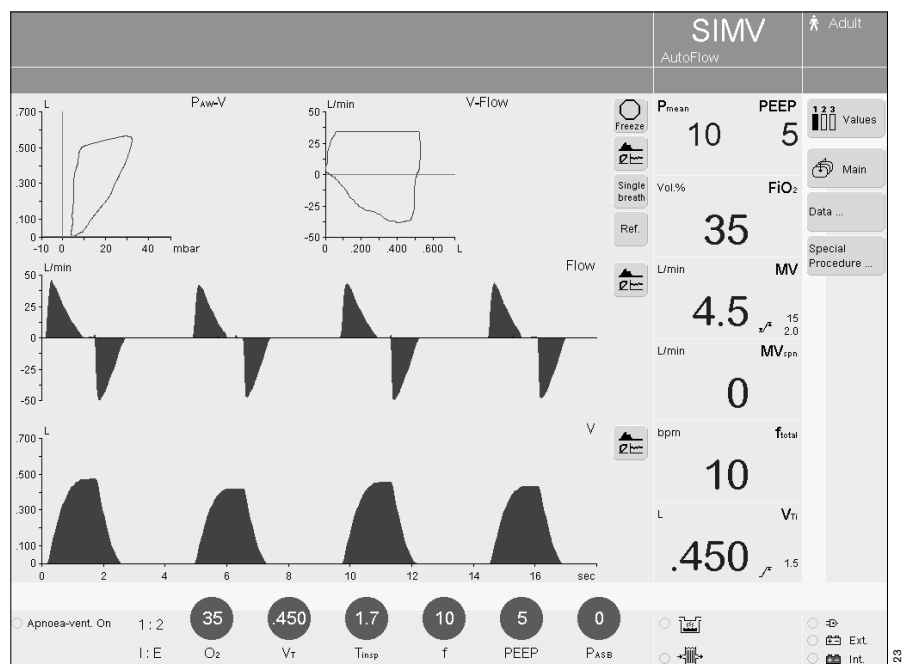 SIMV
Adult
AutoFlow
PAW-V
V-Flow
L
.700
.500
.300
.100
0
-10 0 20 40 mbar
L/min
50
25
0
-25
-50
0 .200 .400 .600 L
Freeze
Single breath
Ref.
Pmean PEEP
10 5
Vol.% FiO2
35
L/min MV
4.5 15
2.0
L/min MVspn
0
bpm ftotal
10
L VTi
.450 1.5
1 2 3 Values
Main
Data ...
Special
Procedure ...
L/min Flow
50
25
0
-25
-50
L V
.700
.500
.300
.100
0
0 2 4 6 8 10 12 14 16 sec
Apnoea-vent. On 1 : 2 35 .450 1.7 10 5 0
I : E O2 VT Tinsp f PEEP PASB
Ext.
Int.
23